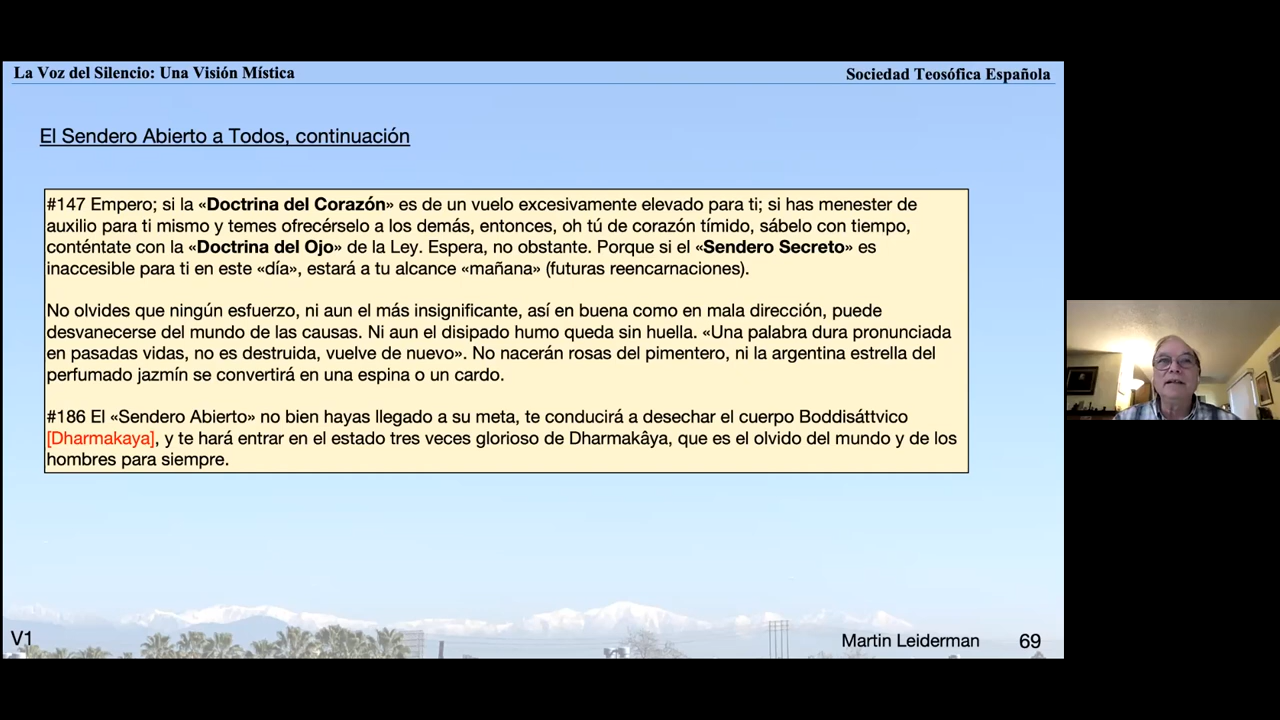 La Voz del Silencio: Una Visión Mística
Sociedad Teosófica Española
El Sendero Abierto a Todos, continuación
#147 Empero; si la «Doctrina del Corazón» es de un vuelo excesivamente elevado para ti; si has menester de
auxilio para ti mismo y temes ofrecérselo a los demás, entonces, oh tú de corazón tímido, sábelo con tiempo,
conténtate con la «Doctrina del Ojo» de la Ley. Espera, no obstante. Porque si el «Sendero Secreto» es
inaccesible para ti en este «día», estará a tu alcance «mañana» (futuras reencarnaciones).
No olvides que ningún esfuerzo, ni aun el más insignificante, así en buena como en mala dirección, puede
desvanecerse del mundo de las causas. Ni aun el disipado humo queda sin huella. «Una palabra dura pronunciada
en pasadas vidas, no es destruida, vuelve de nuevo». No nacerán rosas del pimentero, ni la argentina estrella del
perfumado jazmín se convertirá en una espina o un cardo.
#186 El «Sendero Abierto» no bien hayas llegado a su meta, te conducirá a desechar el cuerpo Boddisáttvico
[Dharmakaya], y te hará entrar en el estado tres veces glorioso de Dharmakâya, que es el olvido del mundo y de los
hombres para siempre.
V1
Martin Leiderman
69